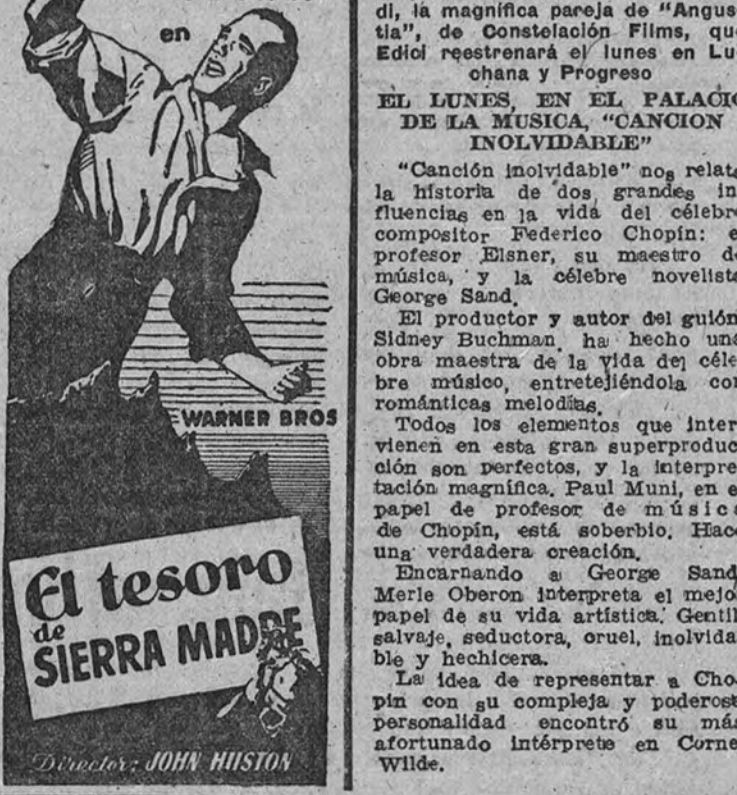 en
WARNER BROS
El tesoro
de
SIERRA MADRE
Director: JOHN HUSTON
di, la magnífica pareja de "Angus-
tia", de Constelación Films, que
Edici reestrenará el lunes en Lu-
chana y Progreso
EL LUNES, EN EL PALACIO
DE LA MUSICA, "CANCION
INOLVIDABLE"
"Canción inolvidable" nos relata
la historia de dos grandes in-
fluencias en la vida del célebre
compositor Federico Chopín: el
profesor Elsner, su maestro de
música, y la célebre novelista
George Sand.
El productor y autor del guión,
Sidney Buchman, ha hecho una
obra maestra de la vida del céle-
bre músico, entretejiéndola con
románticas melodías.
Todos los elementos que inter-
vienen en esta gran superproduc-
ción son perfectos, y la interpre-
tación magnífica. Paul Muni, en el
papel de profesor de música
de Chopín, está soberbio. Hace
una verdadera creación.
Encarnando a George Sand,
Merle Oberon interpreta el mejor
papel de su vida artística. Gentil,
salvaje, seductora, cruel, inolvida-
ble y hechicera.
La idea de representar a Cho-
pin con su compleja y poderosa
personalidad encontró su más
afortunado intérprete en Cornel
Wilde.